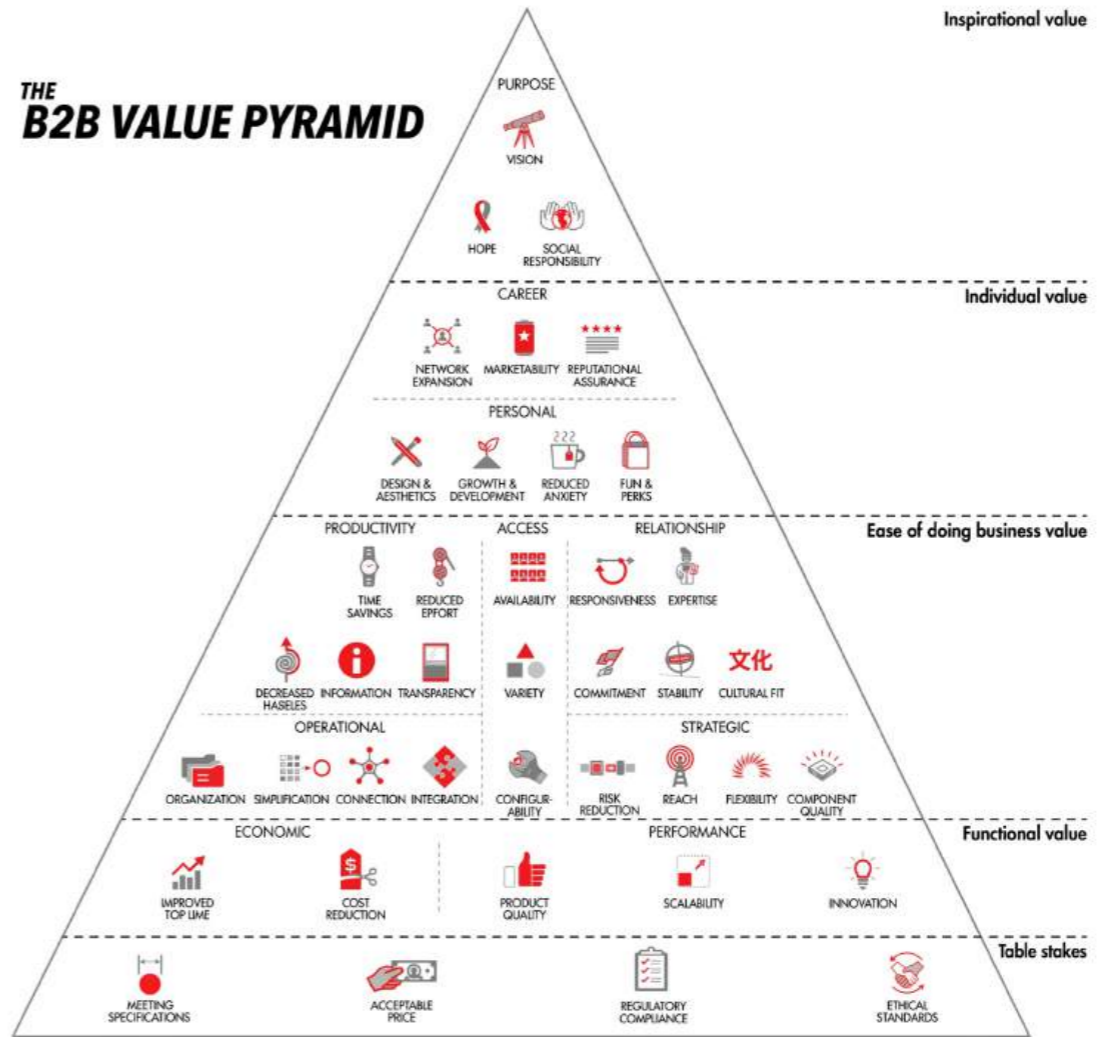 Inspirational value
THE
B2B VALUE PYRAMID
PURPOSE
VISION
HOPE
SOCIAL
RESPONSIBILITY
Individual value
CAREER
NETWORK
EXPANSION
MARKETABILITY
REPUTATIONAL
ASSURANCE
PERSONAL
DESIGN &
AESTHETICS
GROWTH &
DEVELOPMENT
REDUCED
ANXIETY
FUN &
PERKS
Ease of doing business value
PRODUCTIVITY
ACCESS
RELATIONSHIP
TIME
SAVINGS
REDUCED
EPFORT
AVAILABILITY
RESPONSIVENESS
EXPERTISE
文化
DECREASED
HASELES
INFORMATION
TRANSPARENCY
VARIETY
COMMITMENT
STABILITY
CULTURAL FIT
OPERATIONAL
STRATEGIC
ORGANIZATION
SIMPLIFICATION
CONNECTION
INTEGRATION
CONFIGUR-
ABILITY
RISK
REDUCTION
REACH
FLEXIBILITY
COMPONENT
QUALITY
Functional value
ECONOMIC
PERFORMANCE
$
IMPROVED
TOP LIME
COST
REDUCTION
PRODUCT
QUALITY
SCALABILITY
INNOVATION
Table stakes
MEETING
SPECIFICATIONS
ACCEPTABLE
PRICE
REGULATORY
COMPLIANCE
ETHICAL
STANDARDS